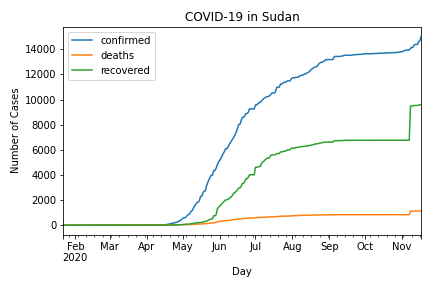 COVID-19 in Sudan
confirmed
deaths
recovered
Number of Cases
14000
12000
10000
8000
6000
4000
2000
0
Feb Mar Apr May Jun Jul Aug Sep Oct Nov
2020
Day